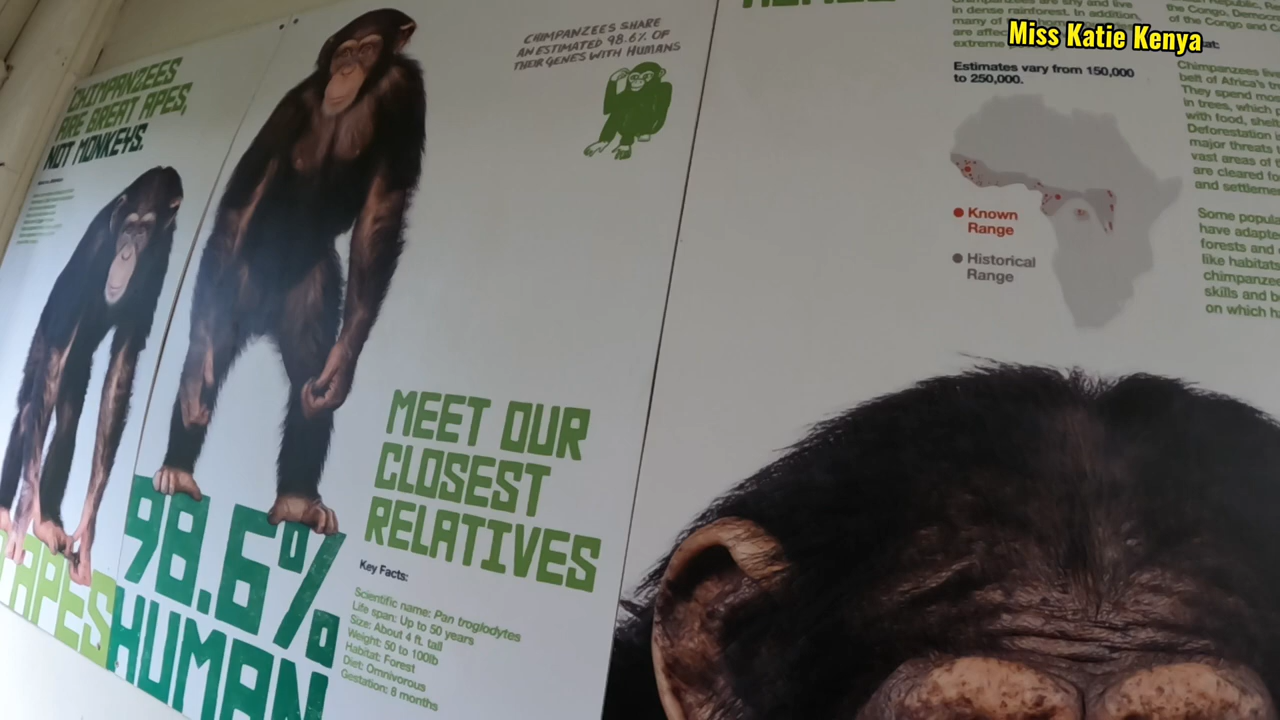 CHIMPANZEES
ARE GREAT APES,
NOT MONKEYS.
APES
98.6%
HUMAN
CHIMPANZEES SHARE
AN ESTIMATED 98.6% OF
THEIR GENES WITH HUMANS
MEET OUR
CLOSEST
RELATIVES
Key Facts:
Scientific name: Pan troglodytes
Life span: Up to 50 years
Size: About 4 ft. tall
Weight: 50 to 100lb
Habitat: Forest
Diet: Omnivorous
Gestation: 8 months
in dense rainforest. In addition,
many of
are affec
extreme
Estimates vary from 150,000
to 250,000.
Known
Range
Historical
Range
Miss Katie Kenya
the Congo, Democ
of the Congo and C
at:
Chimpanzees live
belt of Africa's tr
They spend mos
in trees, which p
with food, shelt
Deforestation i
major threats t
vast areas of t
are cleared fo
and settleme
Some popula
have adapte
forests and
like habitats
chimpanzee
skills and b
on which h